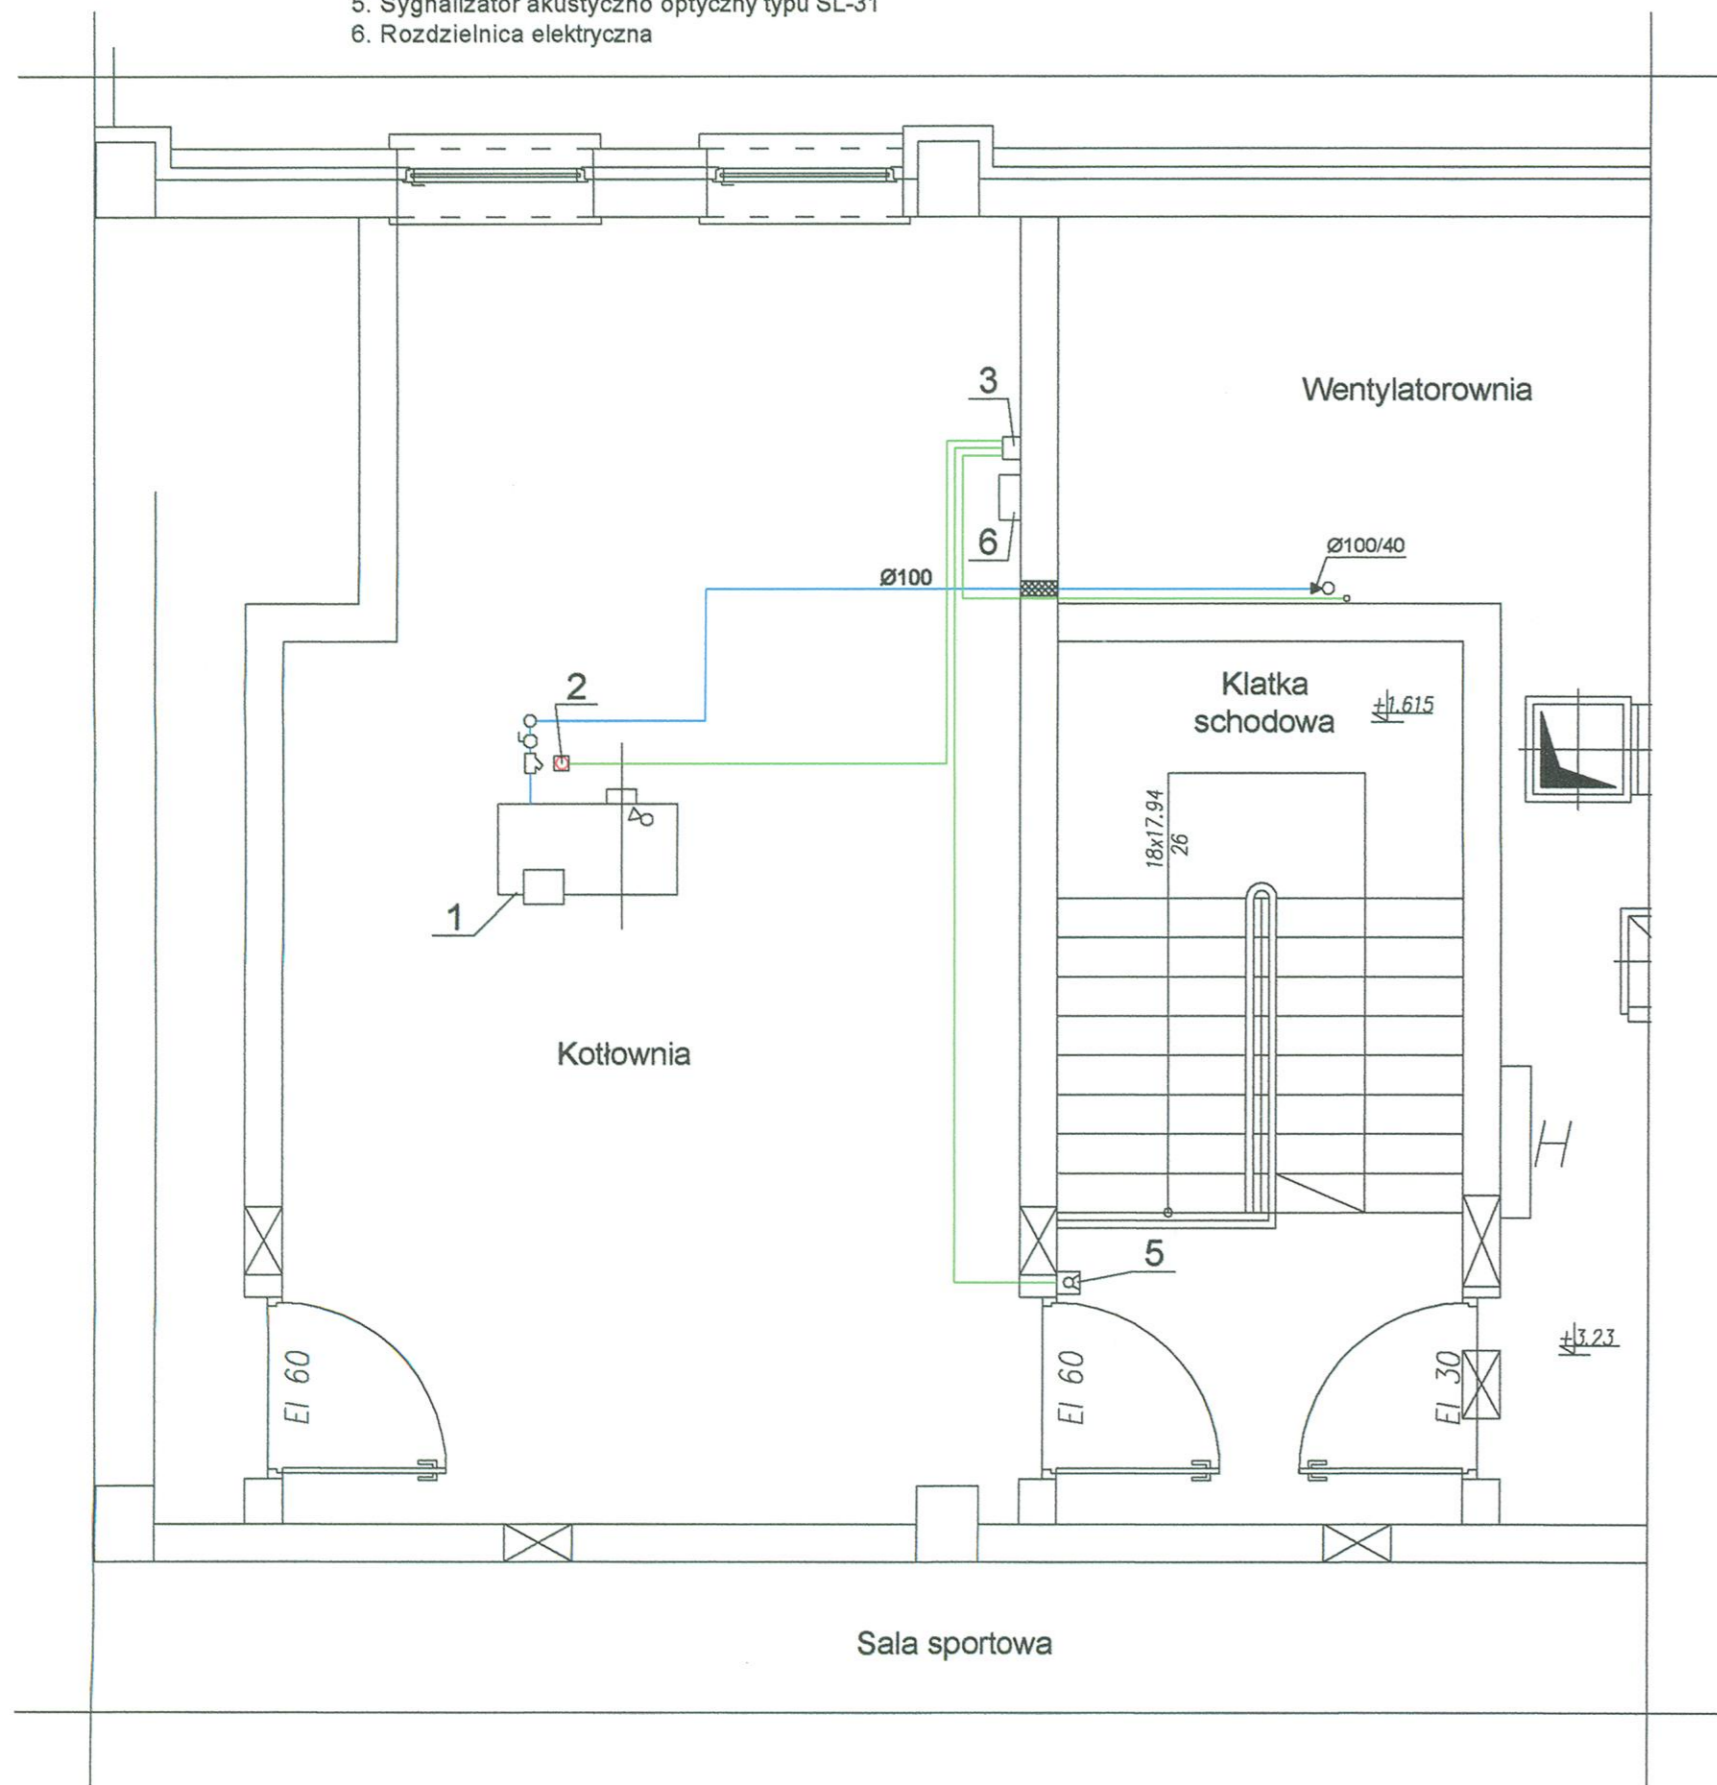 5. Sygnalizator akustyczno optyczny typu SL-31
6. Rozdzielnica elektryczna
3
Wentylatorownia
6
Ø100/40
Ø100
2
Klatka
schodowa
+1.615
18x17.94
26
1
Kotłownia
H
5
+3.23
EI 60
EI 60
EI 30
Sala sportowa